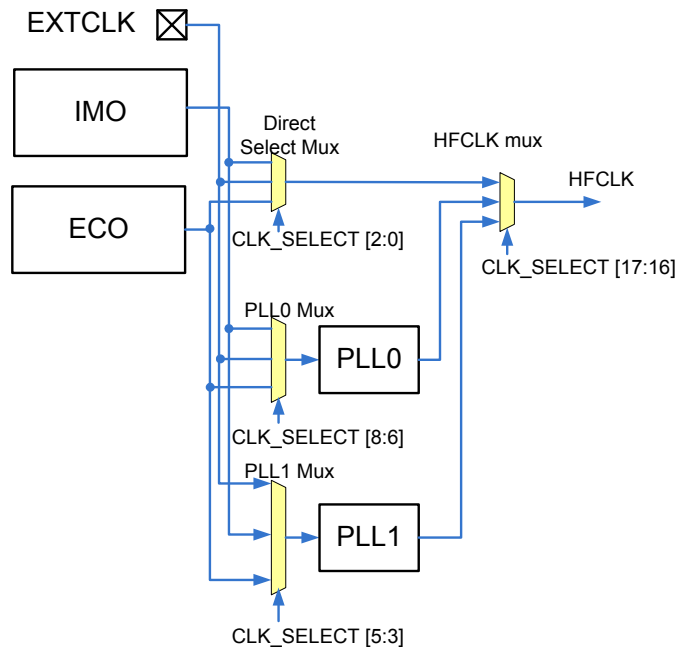 EXTCLK
IMO
Direct
Select Mux
HFCLK mux
HFCLK
ECO
CLK_SELECT [2:0]
CLK_SELECT [17:16]
PLL0 Mux
PLL0
CLK_SELECT [8:6]
PLL1 Mux
PLL1
CLK_SELECT [5:3]